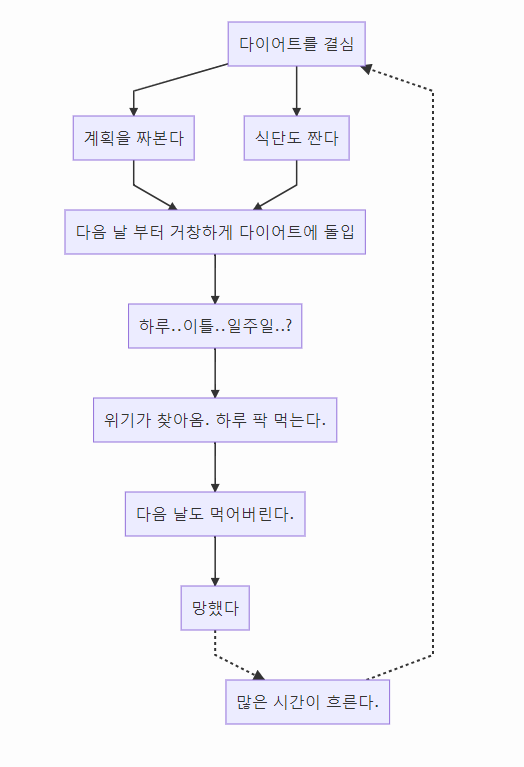 다이어트를 결심
계획을 짜본다
식단도 짠다
다음 날 부터 거창하게 다이어트에 돌입
하루..이틀..일주일..?
위기가 찾아옴. 하루 팍 먹는다.
다음 날도 먹어버린다.
망했다
많은 시간이 흐른다.